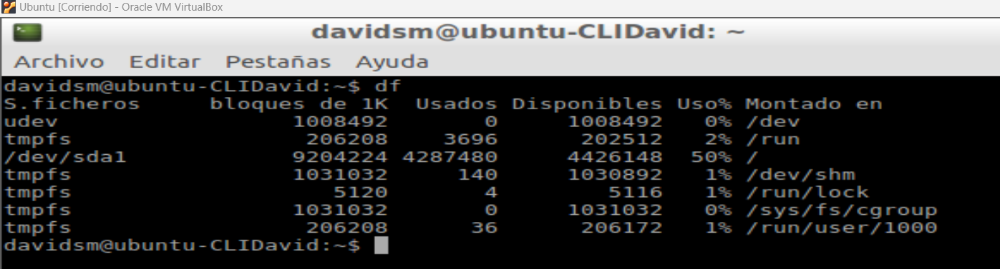 Ubuntu [Corriendo] - Oracle VM VirtualBox
davidsm@ubuntu-CLIDavid: ~
Archivo Editar Pestañas Ayuda
davidsm@ubuntu-CLIDavid:~$ df
S.ficheros bloques de 1K Usados Disponibles Uso% Montado en
udev 1008492 0 1008492 0% /dev
tmpfs 206208 3696 202512 2% /run
/dev/sda1 9204224 4287480 4426148 50% /
tmpfs 1031032 140 1030892 1% /dev/shm
tmpfs 5120 4 5116 1% /run/lock
tmpfs 1031032 0 1031032 0% /sys/fs/cgroup
tmpfs 206208 36 206172 1% /run/user/1000
davidsm@ubuntu-CLIDavid:~$